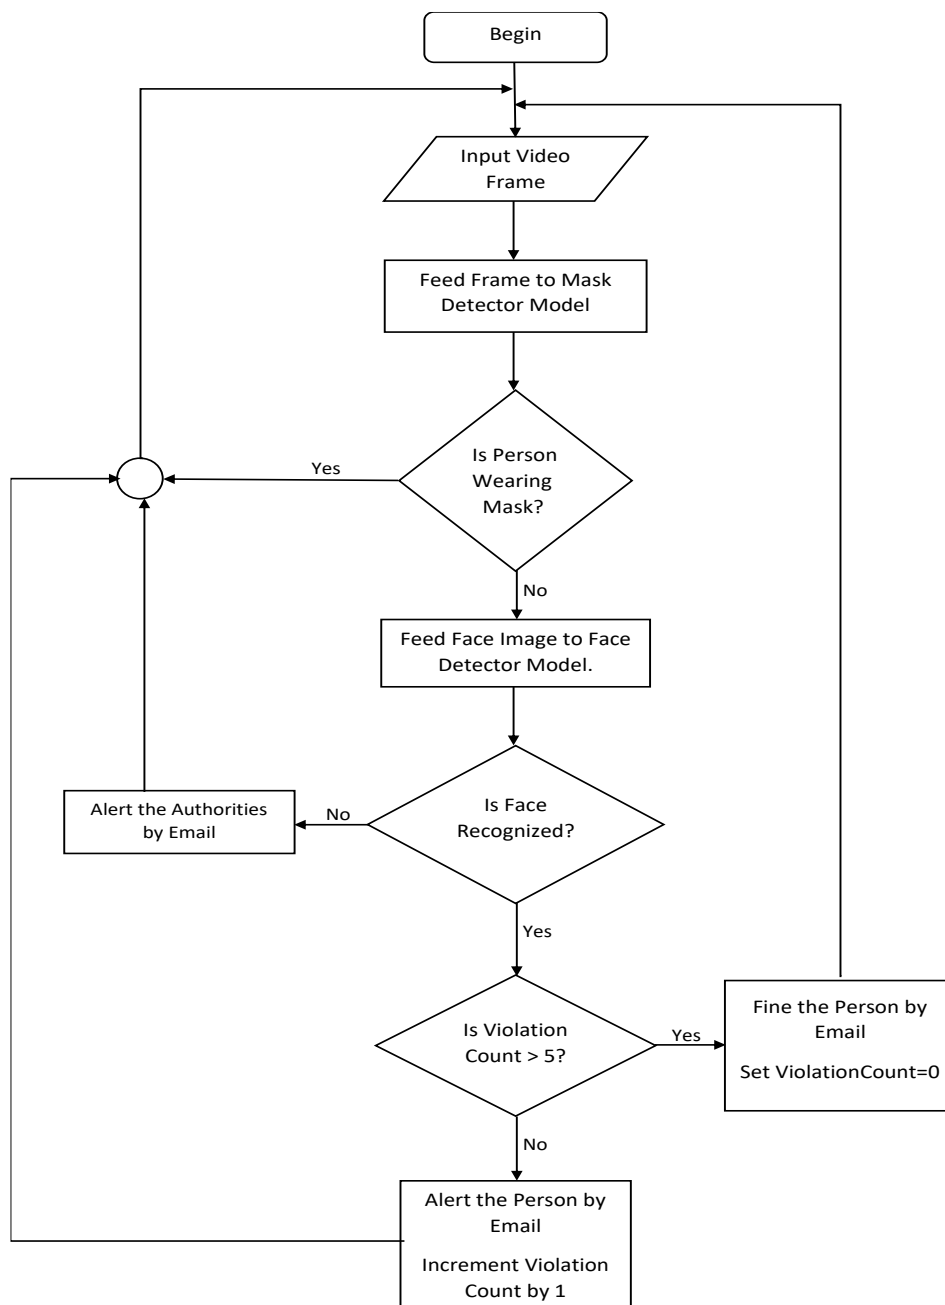 Begin
Input Video
Frame
Feed Frame to Mask
Detector Model
Is Person
Wearing
Mask?
Yes
No
Feed Face Image to Face
Detector Model.
Is Face
Recognized?
No
Alert the Authorities
by Email
Yes
Is Violation
Count > 5?
Yes
Fine the Person by
Email
Set ViolationCount=0
No
Alert the Person by
Email
Increment Violation
Count by 1